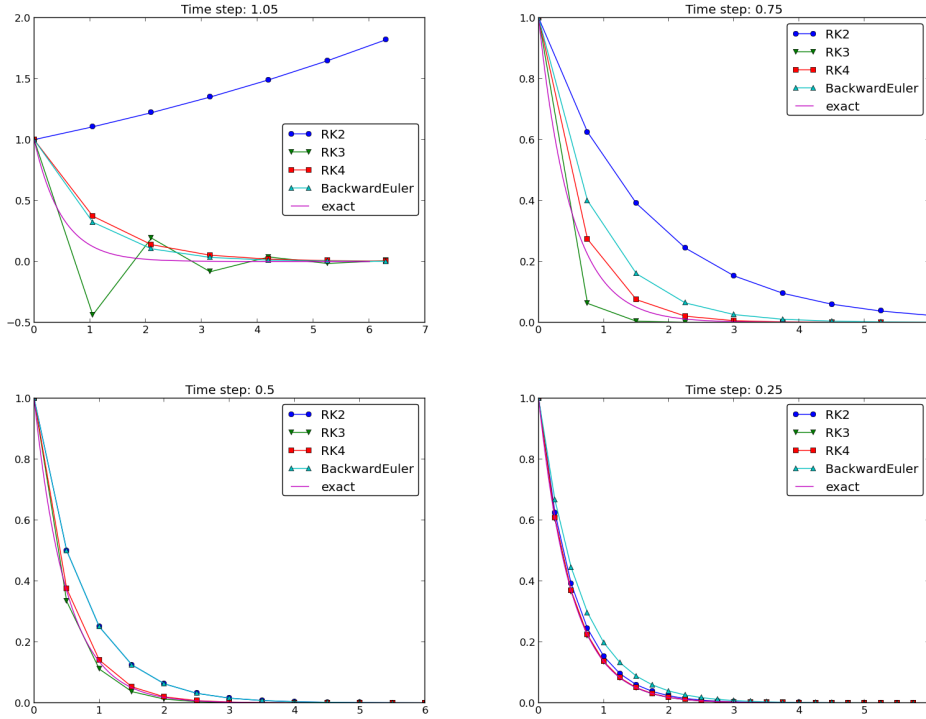 Time step: 1.05
2.0
1.5
1.0
0.5
0.0
−0.5
0 1 2 3 4 5 6 7
RK2
RK3
RK4
BackwardEuler
exact
Time step: 0.75
1.0
0.8
0.6
0.4
0.2
0.0
0 1 2 3 4 5
RK2
RK3
RK4
BackwardEuler
exact
Time step: 0.5
1.0
0.8
0.6
0.4
0.2
0.0
0 1 2 3 4 5 6
RK2
RK3
RK4
BackwardEuler
exact
Time step: 0.25
1.0
0.8
0.6
0.4
0.2
0.0
0 1 2 3 4 5
RK2
RK3
RK4
BackwardEuler
exact